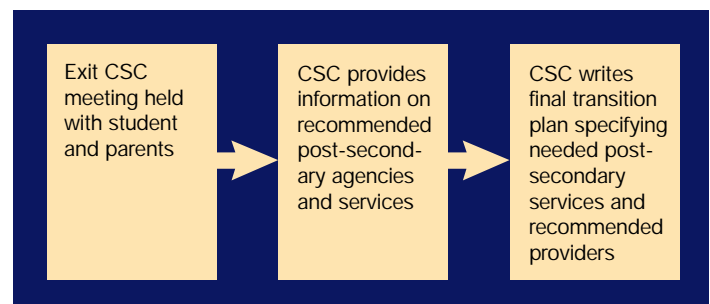 Exit CSC
meeting held
with student
and parents
CSC provides
information on
recommended
post-second-
ary agencies
and services
CSC writes
final transition
plan specifying
needed post-
secondary
services and
recommended
providers